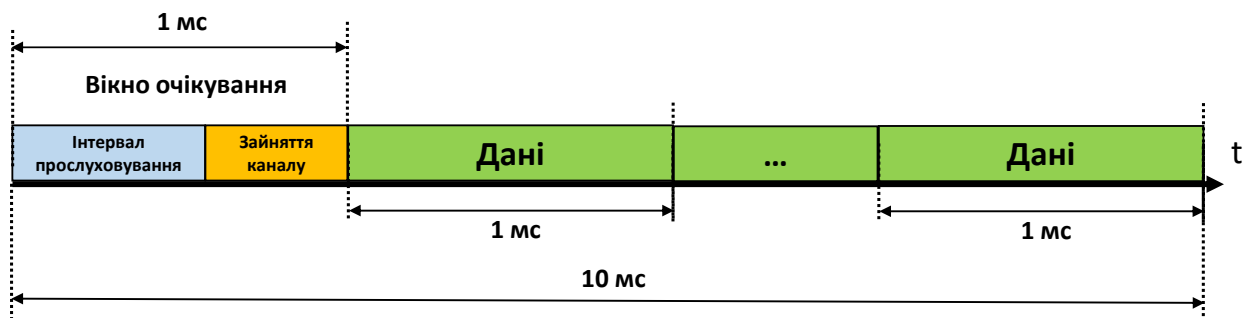 1 мс
Вікно очікування
Інтервал
прослуховування
Зайняття
каналу
Дані
...
Дані
t
1 мс
1 мс
10 мс